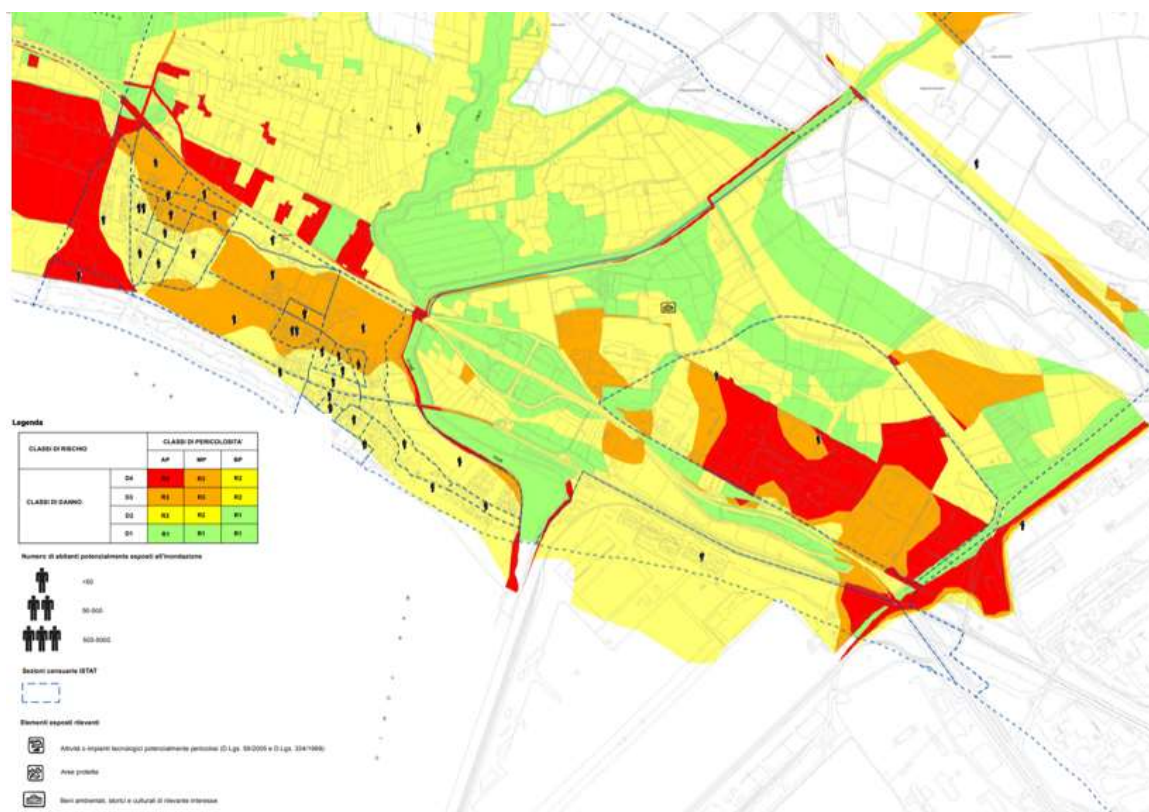 Legenda
CLASSI DI RISCHIO
CLASSI DI PERICOLOSITA'
AP MP BP
CLASSI DI DANNO
D4 R3 R2
D3 R3 R3 R2
D2 R2 R2 R1
D1 R1 R1 R1
Numero di abitanti potenzialmente esposti all'inondazione
<50
50-500
500-5000
Sezioni censuarie ISTAT
Elementi esposti rilevanti
Attività o impianti tecnologici potenzialmente pericolosi (D.Lgs. 59/2005 e D.Lgs. 334/1999)
Aree protette
Beni ambientali, storici e culturali di rilevante interesse